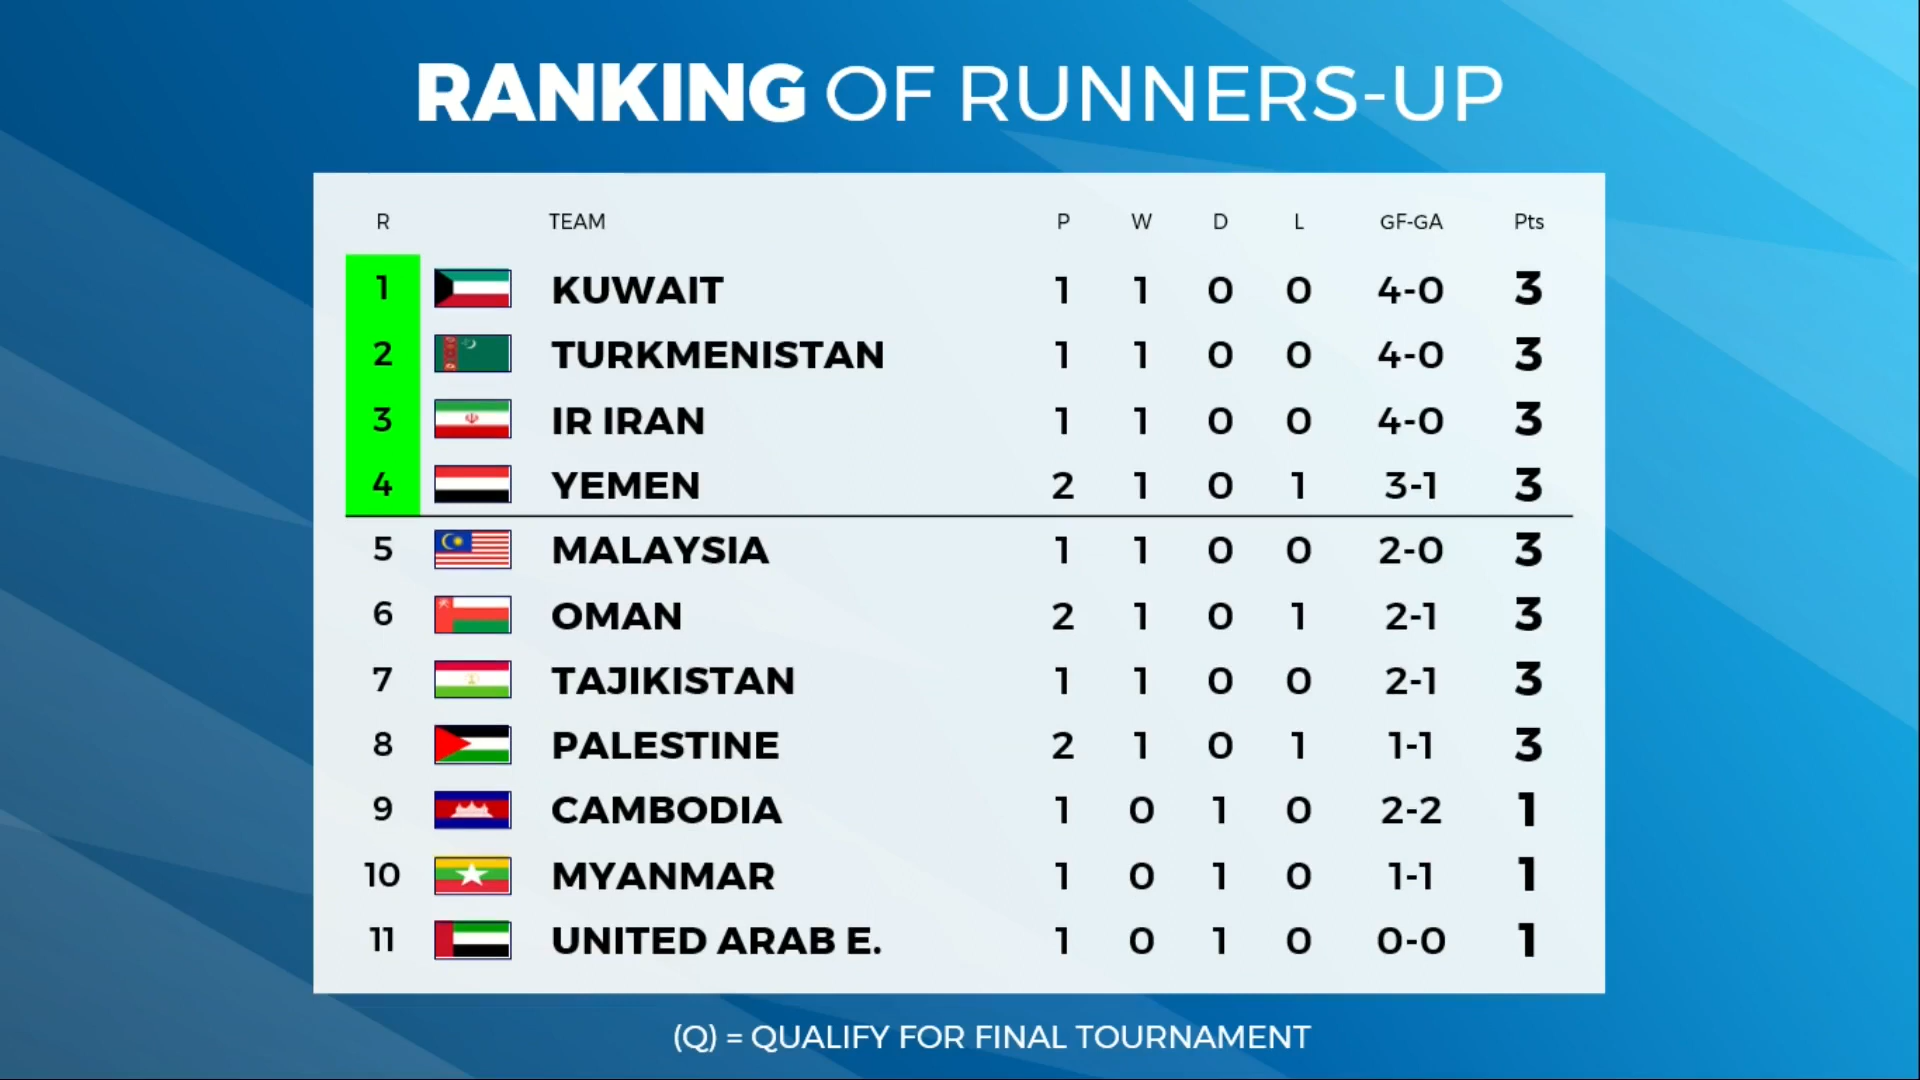 RANKING OF RUNNERS-UP
R TEAM P W D L GF-GA Pts
1 KUWAIT 1 1 0 0 4-0 3
2 TURKMENISTAN 1 1 0 0 4-0 3
3 IR IRAN 1 1 0 0 4-0 3
4 YEMEN 2 1 0 1 3-1 3
5 MALAYSIA 1 1 0 0 2-0 3
6 OMAN 2 1 0 1 2-1 3
7 TAJIKISTAN 1 1 0 0 2-1 3
8 PALESTINE 2 1 0 1 1-1 3
9 CAMBODIA 1 0 1 0 2-2 1
10 MYANMAR 1 0 1 0 1-1 1
11 UNITED ARAB E. 1 0 1 0 0-0 1
(Q) = QUALIFY FOR FINAL TOURNAMENT